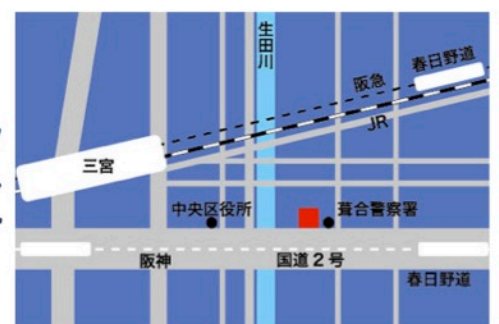 生田川
春日野道
阪急
JR
三宮
中央区役所
葺合警察署
阪神
国道2号
春日野道